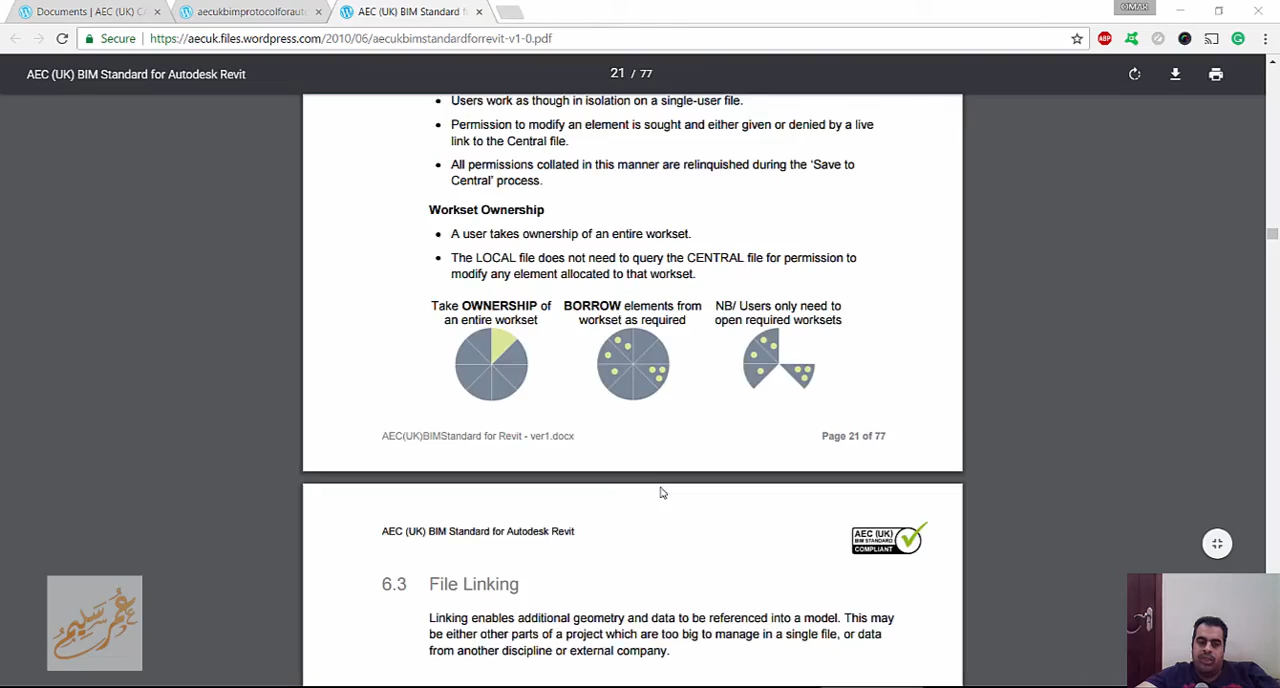 Documents | AEC (UK) C
aecukbimprotocolforauto
AEC (UK) BIM Standard f
OMAR
Secure
https://aecuk.files.wordpress.com/2010/06/aecukbimstandardforrevit-v1-0.pdf
ABP
AEC (UK) BIM Standard for Autodesk Revit
21 / 77
• Users work as though in isolation on a single-user file.
• Permission to modify an element is sought and either given or denied by a live
link to the Central file.
• All permissions collated in this manner are relinquished during the ‘Save to
Central’ process.
Workset Ownership
• A user takes ownership of an entire workset.
• The LOCAL file does not need to query the CENTRAL file for permission to
modify any element allocated to that workset.
Take OWNERSHIP of
an entire workset
BORROW elements from
workset as required
NB/ Users only need to
open required worksets
AEC(UK)BIMStandard for Revit - ver1.docx
Page 21 of 77
AEC (UK) BIM Standard for Autodesk Revit
AEC (UK)
BIM STANDARD
COMPLIANT
6.3 File Linking
Linking enables additional geometry and data to be referenced into a model. This may
be either other parts of a project which are too big to manage in a single file, or data
from another discipline or external company.
عمر سليم